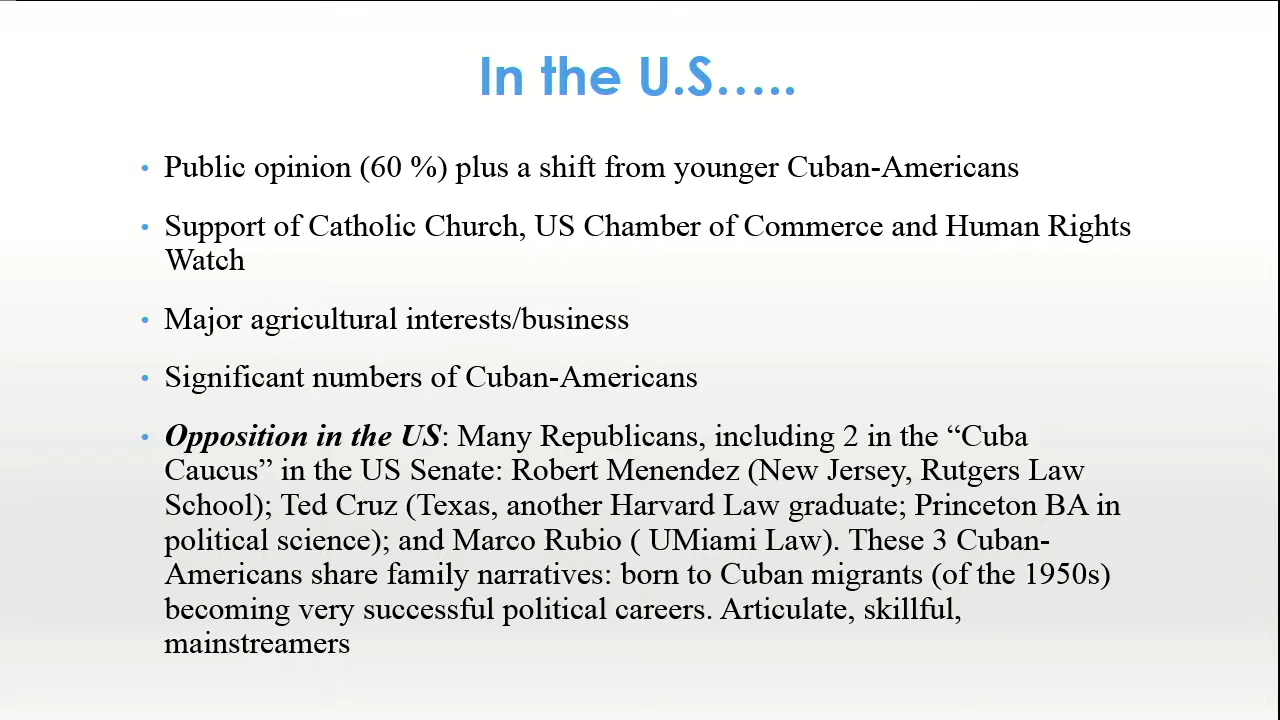 In the U.S.....
• Public opinion (60 %) plus a shift from younger Cuban-Americans
• Support of Catholic Church, US Chamber of Commerce and Human Rights
Watch
• Major agricultural interests/business
• Significant numbers of Cuban-Americans
• Opposition in the US: Many Republicans, including 2 in the “Cuba
Caucus” in the US Senate: Robert Menendez (New Jersey, Rutgers Law
School); Ted Cruz (Texas, another Harvard Law graduate; Princeton BA in
political science); and Marco Rubio ( UMiami Law). These 3 Cuban-
Americans share family narratives: born to Cuban migrants (of the 1950s)
becoming very successful political careers. Articulate, skillful,
mainstreamers